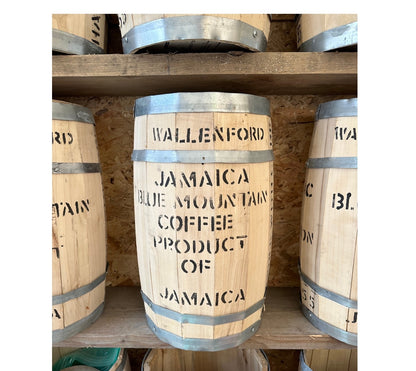 WALLENFORD
JAMAICA
BLUE MOUNTAIN
COFFEE
PRODUCT
OF
JAMAICA